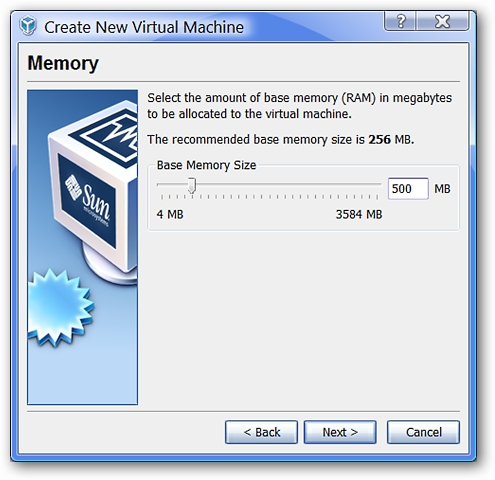 Create New Virtual Machine
Memory
Select the amount of base memory (RAM) in megabytes
to be allocated to the virtual machine.
The recommended base memory size is 256 MB.
Base Memory Size
500 MB
4 MB 3584 MB
Sun
microsystems
< Back Next > Cancel